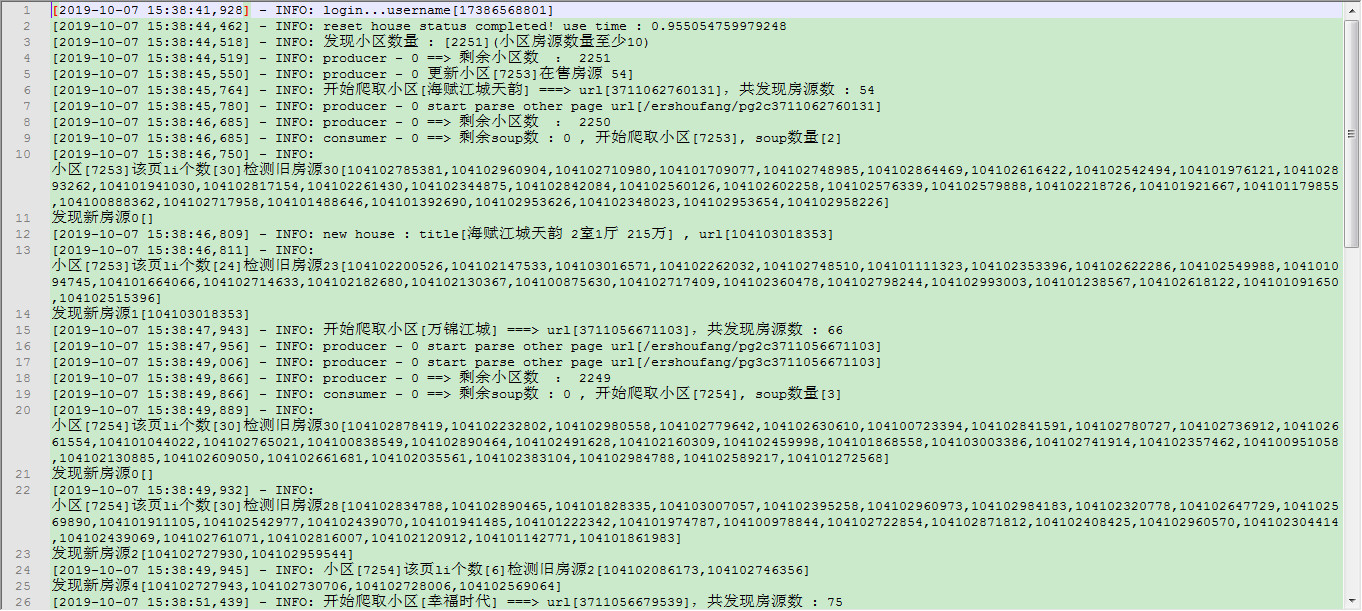 1 [2019-10-07 15:38:41,928] - INFO: login...username[17386568801]
2 [2019-10-07 15:38:44,462] - INFO: reset house status completed! use time : 0.955054759979248
3 [2019-10-07 15:38:44,518] - INFO: 发现小区数量 : [2251](小区房源数量至少10)
4 [2019-10-07 15:38:44,519] - INFO: producer - 0 ==> 剩余小区数 : 2251
5 [2019-10-07 15:38:45,550] - INFO: producer - 0 更新小区[7253]在售房源 54]
6 [2019-10-07 15:38:45,764] - INFO: 开始爬取小区[海赋江城天韵] ===> url[3711062760131], 共发现房源数 : 54
7 [2019-10-07 15:38:45,780] - INFO: producer - 0 start parse other page url[/ershoufang/pg2c3711062760131]
8 [2019-10-07 15:38:46,685] - INFO: producer - 0 ==> 剩余小区数 : 2250
9 [2019-10-07 15:38:46,685] - INFO: consumer - 0 ==> 剩余soup数 : 0 , 开始爬取小区[7253], soup数量[2]
10 [2019-10-07 15:38:46,750] - INFO:
小区[7253]该页li个数[30]检测旧房源30[104102785381,104102960904,104102710980,104101709077,104102748985,104102864469,104102616422,104102542494,104101976121,1041028
93262,104101941030,104102817154,104102261430,104102344875,104102842084,104102560126,104102602258,104102576339,104102579888,104102218726,104101921667,104101179855
,104100888362,104102717958,104101488646,104101392690,104102953626,104102348023,104102953654,104102958226]
11 发现新房源0[]
12 [2019-10-07 15:38:46,809] - INFO: new house : title[海赋江城天韵 2室1厅 215万] , url[104103018353]
13 [2019-10-07 15:38:46,811] - INFO:
小区[7253]该页li个数[24]检测旧房源23[104102200526,104102147533,104103016571,104102262032,104102748510,104101111323,104102353396,104102622286,104102549988,1041010
94745,104101664066,104102714633,104102182680,104102130367,104100875630,104102717409,104102360478,104102798244,104102993003,104101238567,104102618122,104101091650
,104102515396]
14 发现新房源1[104103018353]
15 [2019-10-07 15:38:47,943] - INFO: 开始爬取小区[万锦江城] ===> url[3711056671103], 共发现房源数 : 66
16 [2019-10-07 15:38:47,956] - INFO: producer - 0 start parse other page url[/ershoufang/pg2c3711056671103]
17 [2019-10-07 15:38:49,006] - INFO: producer - 0 start parse other page url[/ershoufang/pg3c3711056671103]
18 [2019-10-07 15:38:49,866] - INFO: producer - 0 ==> 剩余小区数 : 2249
19 [2019-10-07 15:38:49,866] - INFO: consumer - 0 ==> 剩余soup数 : 0 , 开始爬取小区[7254], soup数量[3]
20 [2019-10-07 15:38:49,889] - INFO:
小区[7254]该页li个数[30]检测旧房源30[104102878419,104102232802,104102980558,104102779642,104102630610,104100723394,104102841591,104102780727,104102736912,1041026
61554,104101044022,104102765021,104100838549,104102890464,104102491628,104102160309,104102459998,104101868558,104103003386,104102741914,104102357462,104100951058
,104102130885,104102609050,104102661681,104102035561,104102383104,104102984788,104102589217,104101272568]
21 发现新房源0[]
22 [2019-10-07 15:38:49,932] - INFO:
小区[7254]该页li个数[30]检测旧房源28[104102834788,104102890465,104101828335,104103007057,104102395258,104102960973,104102984183,104102320778,104102647729,1041025
69890,104101911105,104102542977,104102439070,104101941485,104101222342,104101974787,104100978844,104102722854,104102871812,104102408425,104102960570,104102304414
,104102439069,104102761071,104102816007,104102120912,104101142771,104101861983]
23 发现新房源2[104102727930,104102959544]
24 [2019-10-07 15:38:49,945] - INFO: 小区[7254]该页li个数[6]检测旧房源2[104102086173,104102746356]
25 发现新房源4[104102727943,104102730706,104102728006,104102569064]
26 [2019-10-07 15:38:51,439] - INFO: 开始爬取小区[幸福时代] ===> url[3711056679539], 共发现房源数 : 75